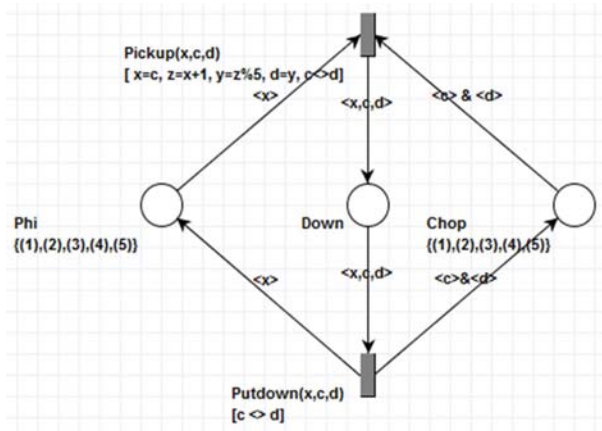 Pickup(x,c,d)
[ x=c, z=x+1, y=z%5, d=y, c<>d]
<x>
<x,c,d>
<c> & <d>
Phi
{(1),(2),(3),(4),(5)}
Down
Chop
{(1),(2),(3),(4),(5)}
<x>
<x,c,d>
<c>&<d>
Putdown(x,c,d)
[c <> d]